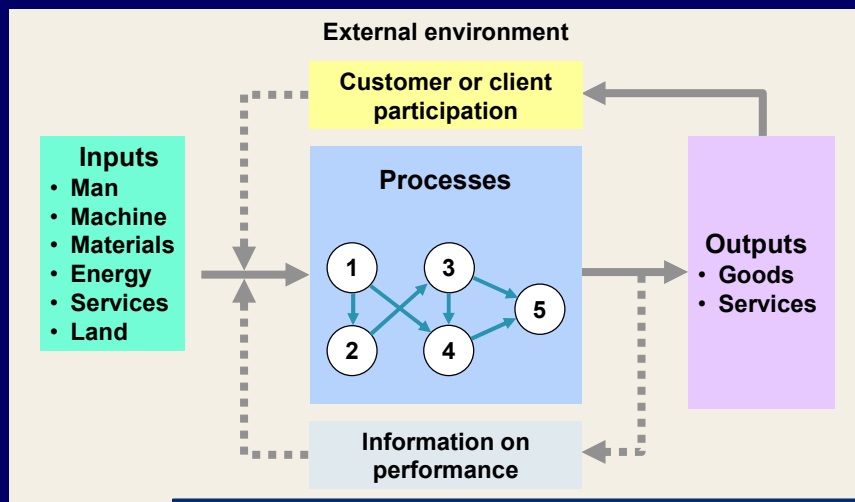 External environment
Customer or client
participation
Inputs
• Man
• Machine
• Materials
• Energy
• Services
• Land
Processes
1
3
5
2
4
Outputs
• Goods
• Services
Information on
performance